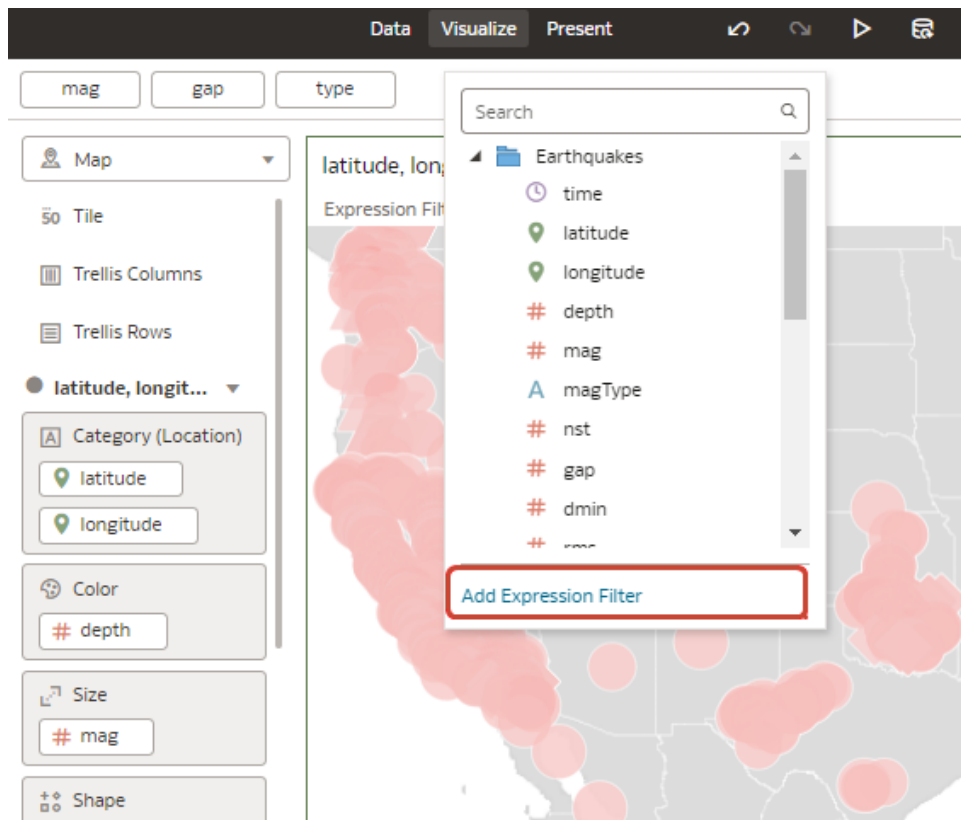 Data Visualize Present
mag gap type
Search
Map
Earthquakes
latitude, lon
Expression Filt
time
Tile
latitude
longitude
Trellis Columns
depth
Trellis Rows
mag
latitude, longit...
magType
Category (Location)
nst
latitude
gap
longitude
dmin
Color
Add Expression Filter
depth
Size
mag
Shape